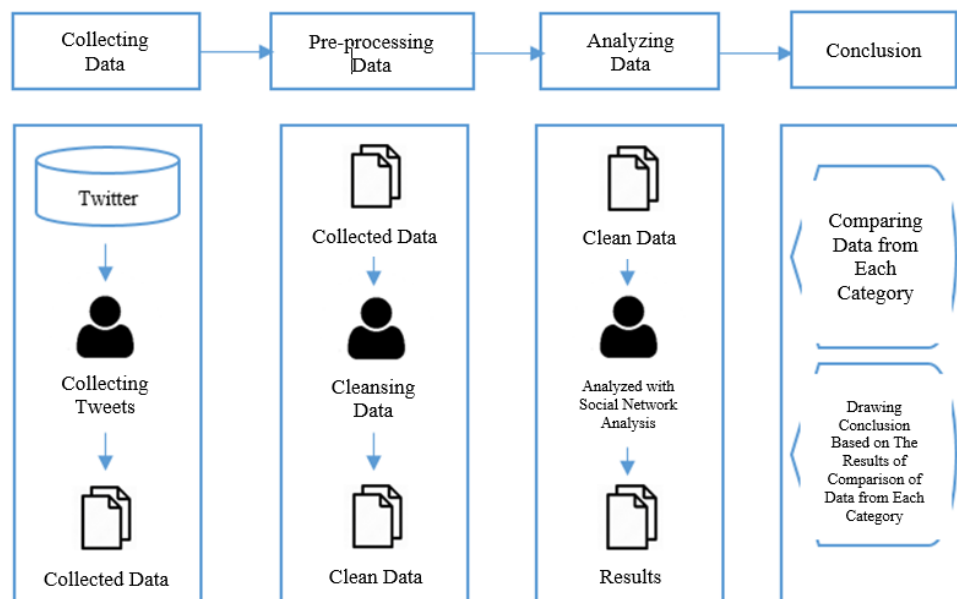 Collecting
Data
Pre-processing
Data
Analyzing
Data
Conclusion
Twitter
Collecting
Tweets
Collected Data
Collected Data
Cleansing
Data
Clean Data
Clean Data
Analyzed with
Social Network
Analysis
Results
Comparing
Data from
Each
Category
Drawing
Conclusion
Based on The
Results of
Comparison of
Data from Each
Category